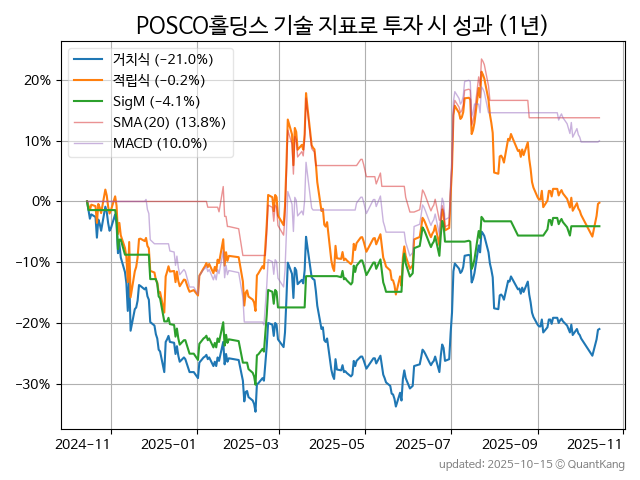 POSCO홀딩스 기술 지표로 투자 시 성과 (1년)
거치식 (−21.0%)
적립식 (−0.2%)
SigM (−4.1%)
SMA(20) (13.8%)
MACD (10.0%)
20%
10%
0%
−10%
−20%
−30%
2024-11 2025-01 2025-03 2025-05 2025-07 2025-09 2025-11
updated: 2025-10-15 © QuantKang